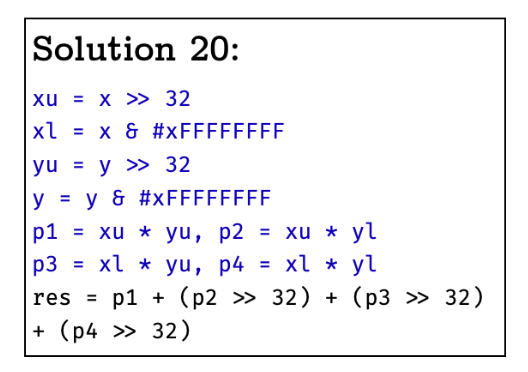 Solution 20:
xu = x >> 32
xl = x & #xFFFFFFFF
yu = y >> 32
y = y & #xFFFFFFFF
p1 = xu * yu, p2 = xu * yl
p3 = xl * yu, p4 = xl * yl
res = p1 + (p2 >> 32) + (p3 >> 32)
+ (p4 >> 32)